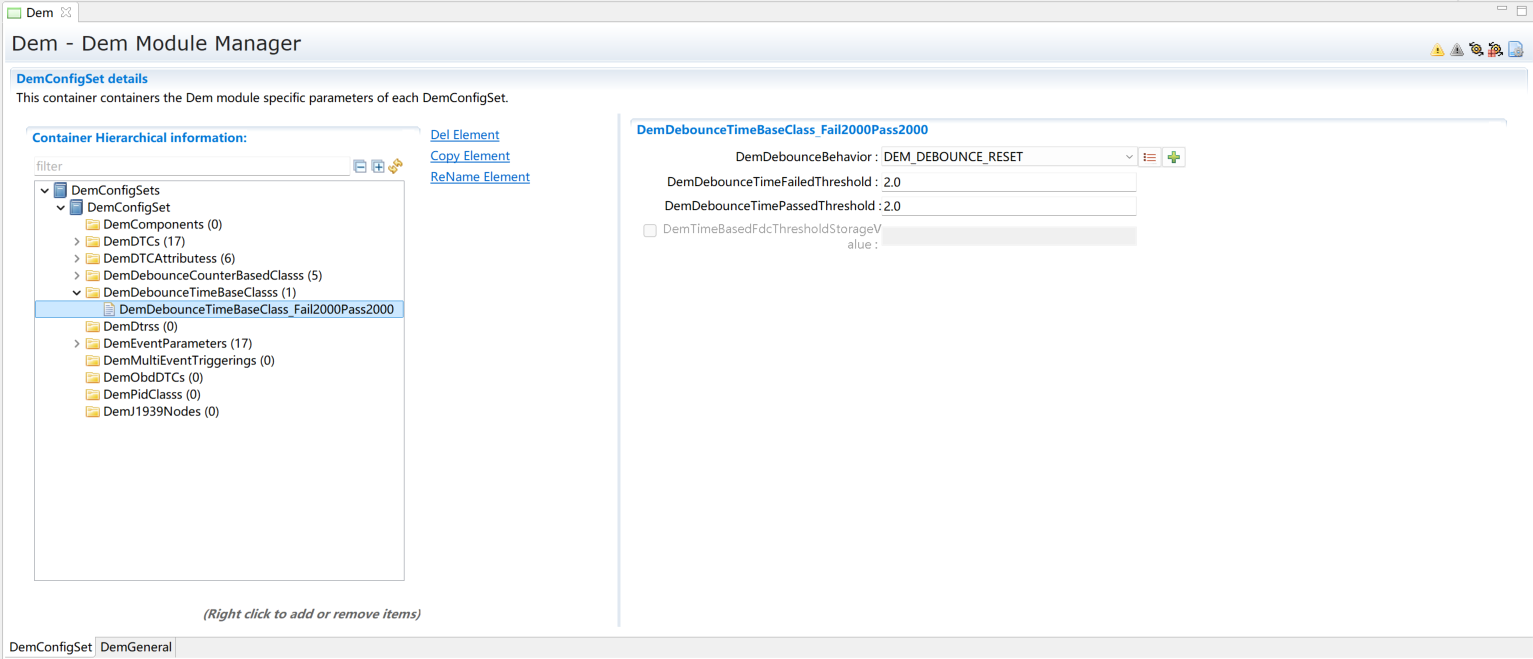 Dem
Dem - Dem Module Manager
DemConfigSet details
This container containers the Dem module specific parameters of each DemConfigSet.
Container Hierarchical information:
filter
Del Element
Copy Element
ReName Element
DemConfigSets
DemConfigSet
DemComponents (0)
DemDTCs (17)
DemDTCAttributess (6)
DemDebounceCounterBasedClasss (5)
DemDebounceTimeBaseClasss (1)
DemDebounceTimeBaseClass_Fail2000Pass2000
DemDtrss (0)
DemEventParameters (17)
DemMultiEventTriggerings (0)
DemObdDTCs (0)
DemPidClasss (0)
DemJ1939Nodes (0)
(Right click to add or remove items)
DemDebounceTimeBaseClass_Fail2000Pass2000
DemDebounceBehavior : DEM_DEBOUNCE_RESET
DemDebounceTimeFailedThreshold : 2.0
DemDebounceTimePassedThreshold : 2.0
DemTimeBasedFdcThresholdStorageV
alue :
DemConfigSet DemGeneral